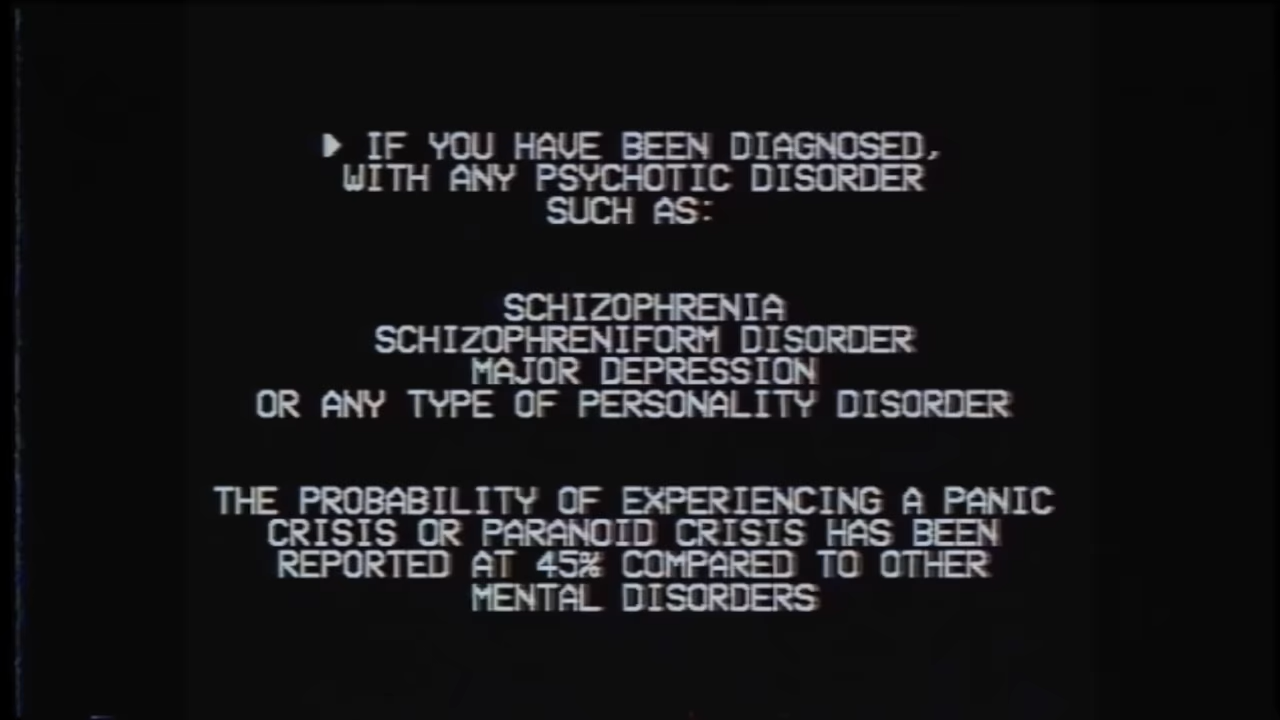 ▶ IF YOU HAVE BEEN DIAGNOSED,
WITH ANY PSYCHOTIC DISORDER
SUCH AS:
SCHIZOPHRENIA
SCHIZOPHRENIFORM DISORDER
MAJOR DEPRESSION
OR ANY TYPE OF PERSONALITY DISORDER
THE PROBABILITY OF EXPERIENCING A PANIC
CRISIS OR PARANOID CRISIS HAS BEEN
REPORTED AT 45% COMPARED TO OTHER
MENTAL DISORDERS